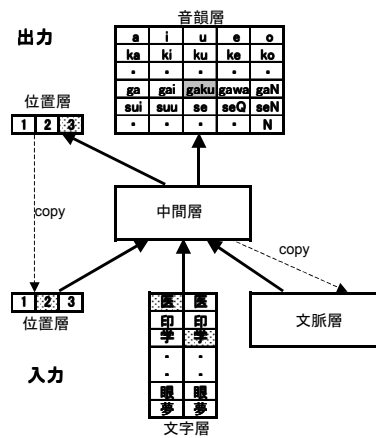 音韻層
出力
a i u e o
ka ki ku ke ko
・ ・ ・ ・ ・
ga gai gaku gawa gaN
sui suu se seQ seN
・ ・ ・ ・ N
位置層
1 2 3
copy
中間層
copy
1 2 3
位置層
入力
医 医
印 印
学 学
・ ・
・ ・
眼 眼
夢 夢
文字層
文脈層